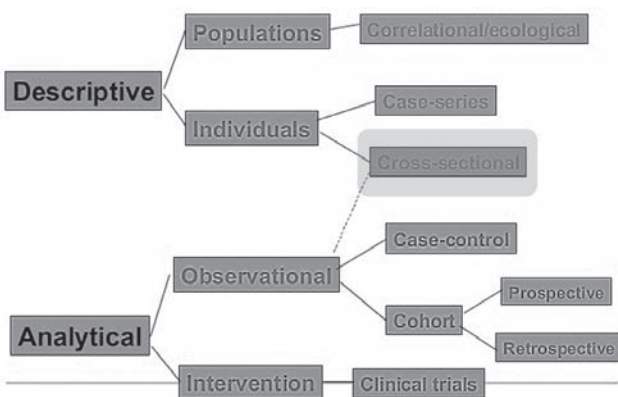 Populations
Correlational/ecological
Descriptive
Case-series
Individuals
Cross-sectional
Case-control
Observational
Prospective
Cohort
Analytical
Retrospective
Intervention
Clinical trials